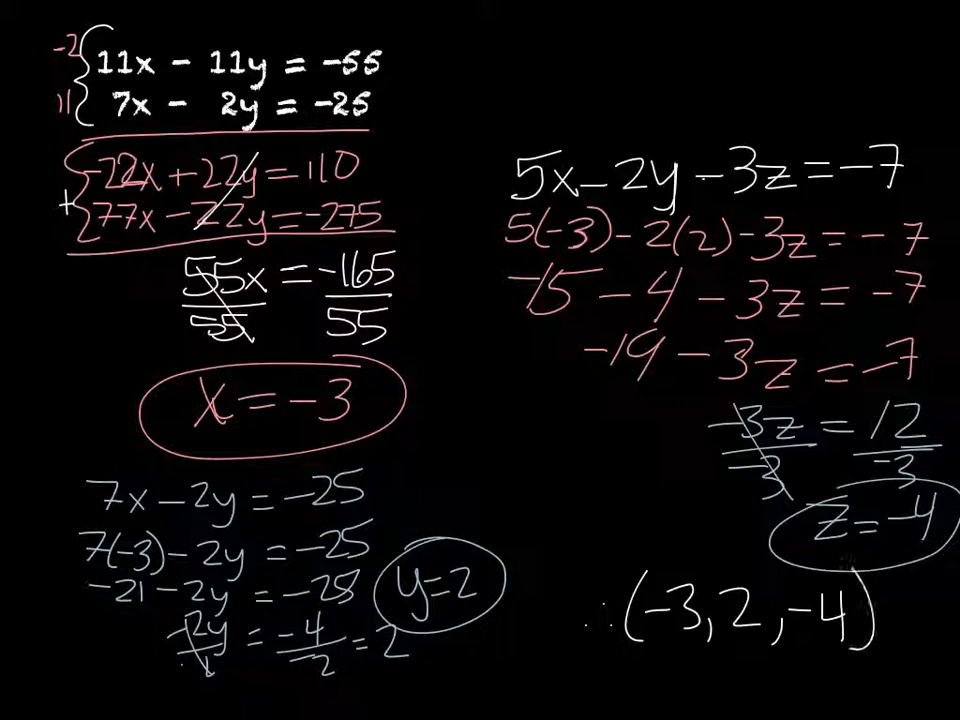 -2
11x - 11y = -55
11
7x - 2y = -25
-22x + 22y = 110
+
77x - 22y = -275
55x = -165
55 55
x = -3
7x - 2y = -25
7(-3) - 2y = -25
-21 - 2y = -25
-2y = -4 = 2
-2
y = 2
5x - 2y - 3z = -7
5(-3) - 2(2) - 3z = -7
-15 - 4 - 3z = -7
-19 - 3z = -7
-3z = 12
-3 -3
z = -4
∴ (-3, 2, -4)